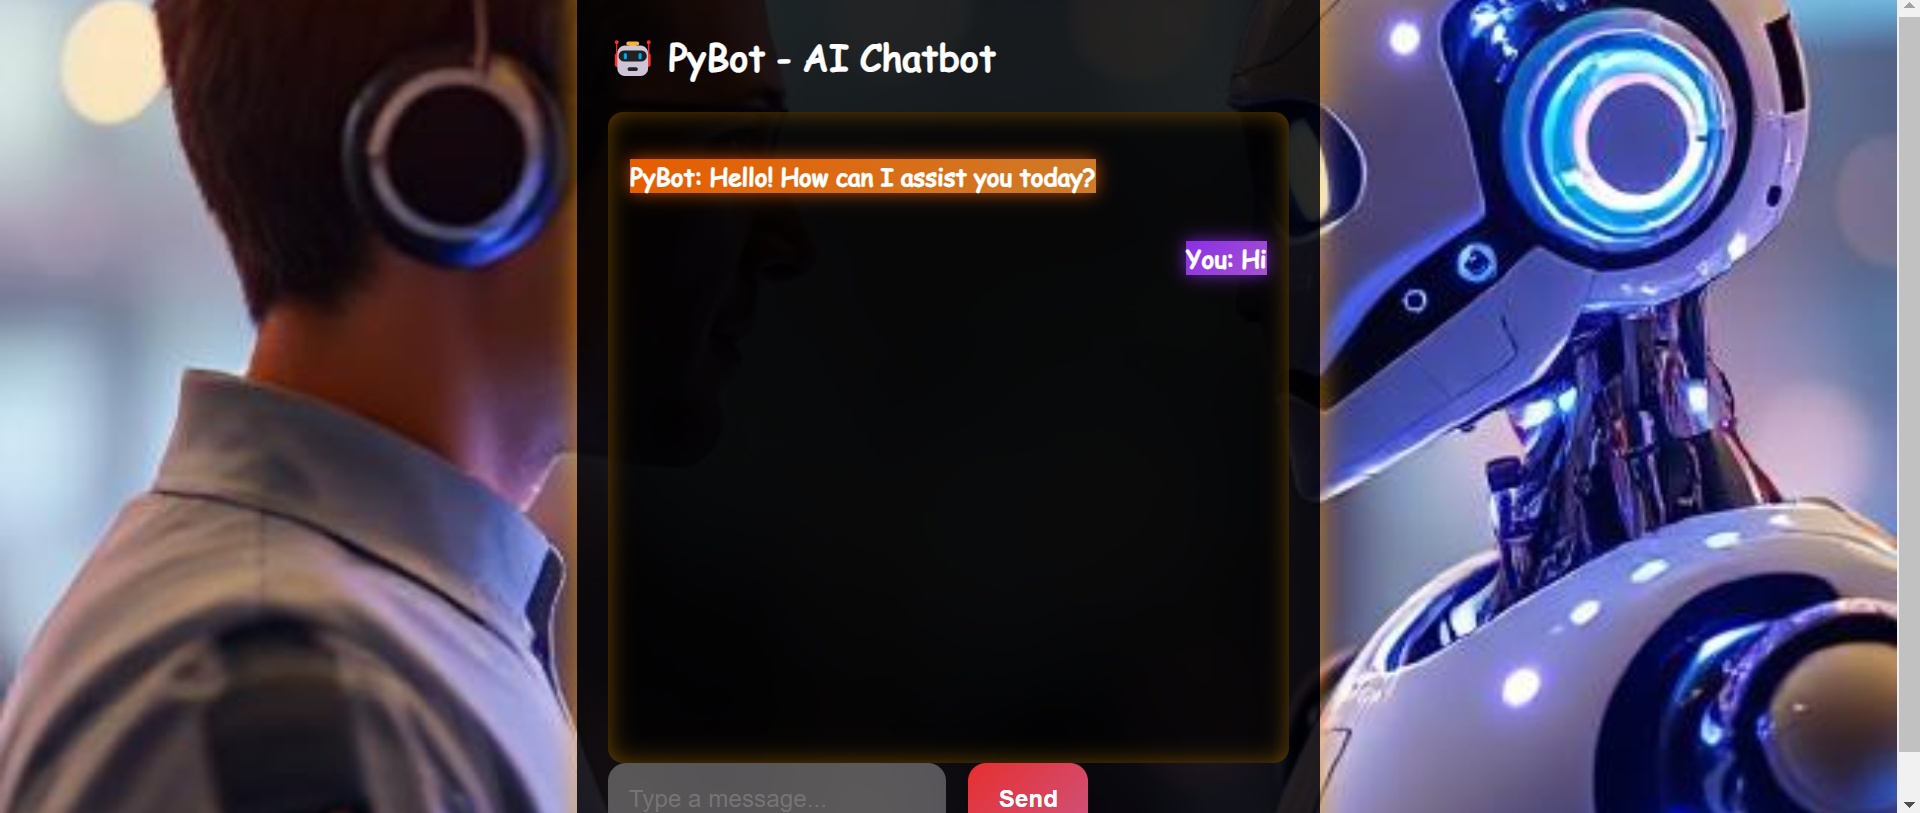 PyBot - AI Chatbot
PyBot: Hello! How can I assist you today?
You: Hi
Type a message...
Send